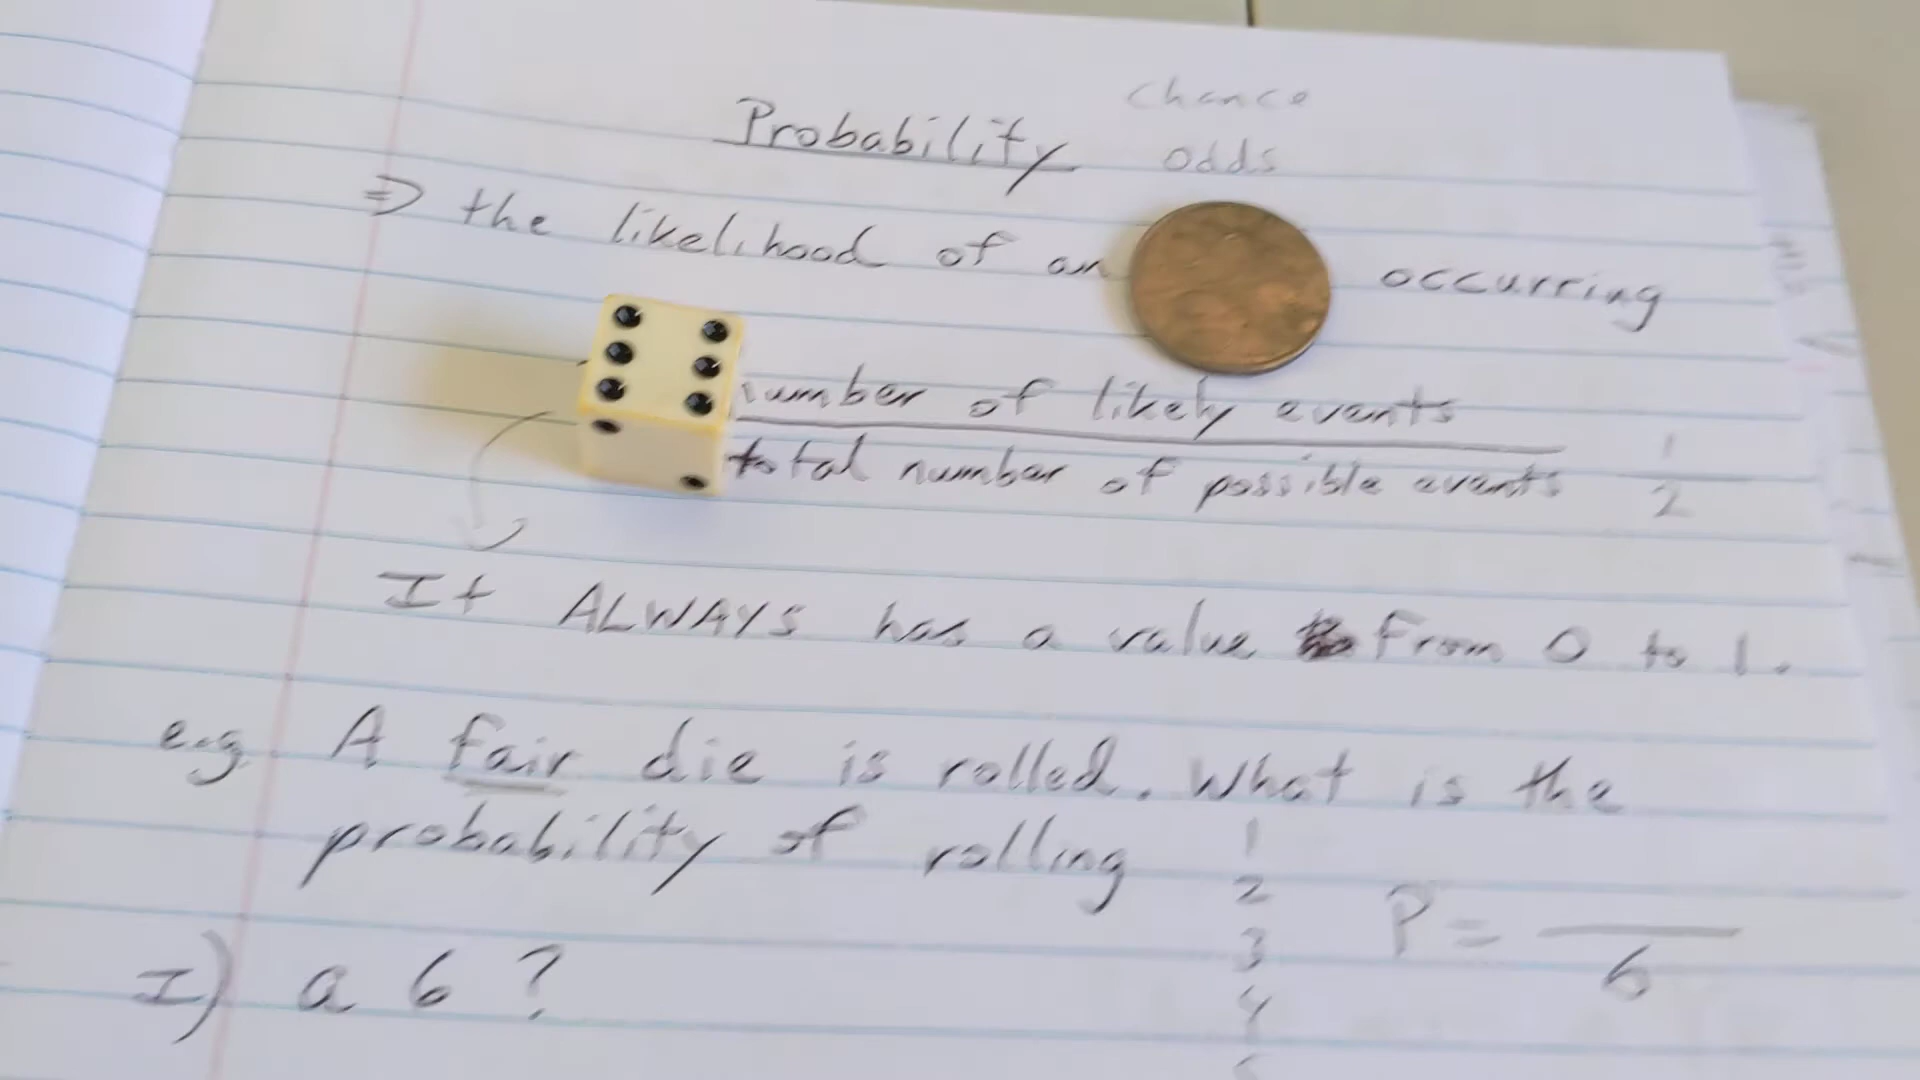 chance
Probability odds
⇒ the likelihood of an occurring
number of likely events
total number of possible events
1
2
It ALWAYS has a value from 0 to 1.
e.g. A fair die is rolled. What is the
probability of rolling
1
2
3
4
P =
6
I) a 6 ?